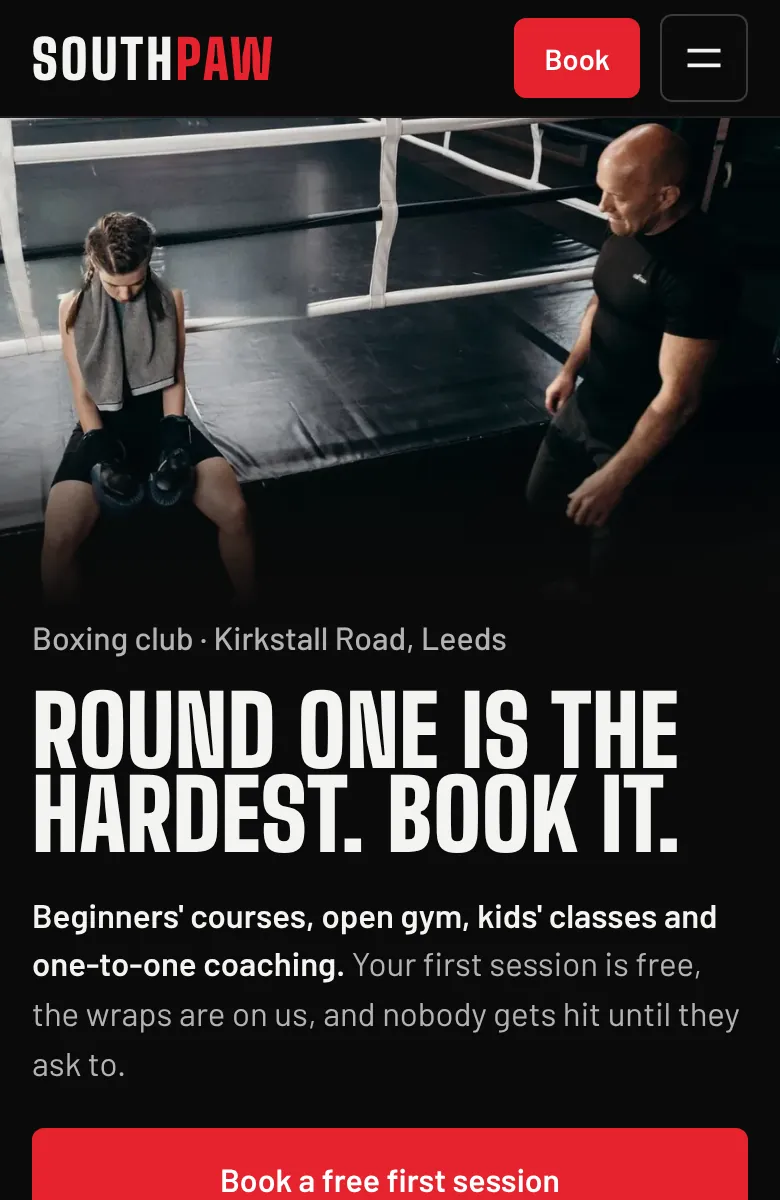 SOUTHPAW
Book
Boxing club · Kirkstall Road, Leeds
ROUND ONE IS THE
HARDEST. BOOK IT.
Beginners' courses, open gym, kids' classes and
one-to-one coaching. Your first session is free,
the wraps are on us, and nobody gets hit until they
ask to.
Book a free first session